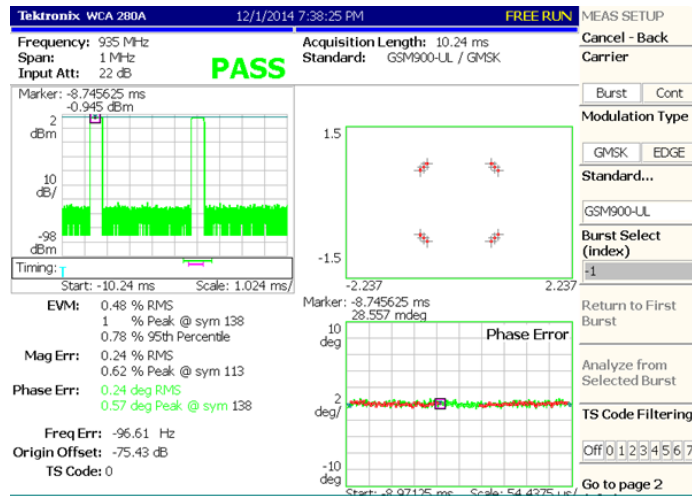 Tektronix WCA 280A 12/1/2014 7:38:25 PM FREE RUN
Frequency: 935 MHz
Span: 1 MHz
Input Att: 22 dB
PASS
Acquisition Length: 10.24 ms
Standard: GSM900-UL / GMSK
Marker: -8.745625 ms
-0.945 dBm
2
dBm
10
dB/
-98
dBm
Timing:
Start: -10.24 ms Scale: 1.024 ms/
1.5
-1.5
-2.237 2.237
EVM: 0.48 % RMS
1 % Peak @ sym 138
0.78 % 95th Percentile
Mag Err: 0.24 % RMS
0.62 % Peak @ sym 113
Phase Err: 0.24 deg RMS
0.57 deg Peak @ sym 138
Freq Err: -96.61 Hz
Origin Offset: -75.43 dB
TS Code: 0
Marker: -8.745625 ms
28.557 mdeg
10
deg
Phase Error
2
deg/
-10
deg
Start: -8.97125 ms Scale: 54.4375 us/
MEAS SETUP
Cancel - Back
Carrier
Burst Cont
Modulation Type
GMSK EDGE
Standard...
GSM900-UL
Burst Select
(index)
-1
Return to First
Burst
Analyze from
Selected Burst
TS Code Filtering
Off 0 1 2 3 4 5 6 7
Go to page 2